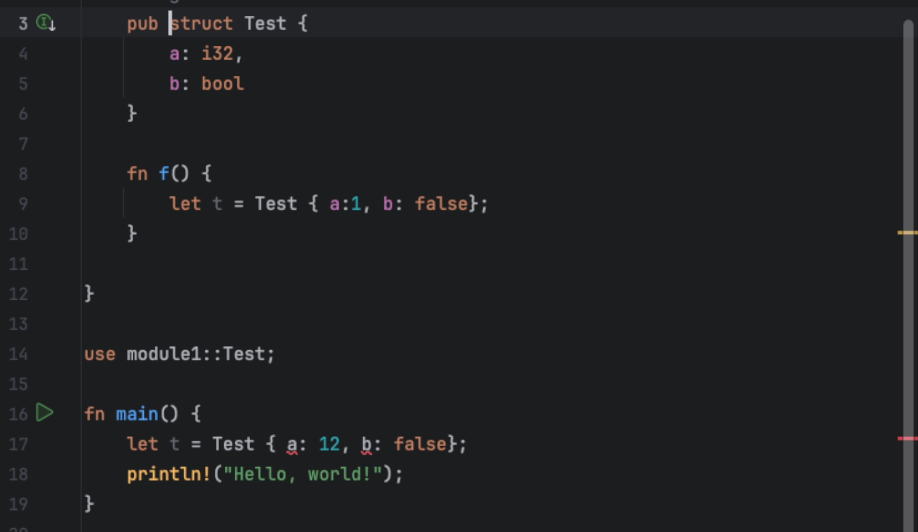 3 pub struct Test {
4 a: i32,
5 b: bool
6 }
7
8 fn f() {
9 let t = Test { a:1, b: false};
10 }
11
12 }
13
14 use module1::Test;
15
16 fn main() {
17 let t = Test { a: 12, b: false};
18 println!("Hello, world!");
19 }